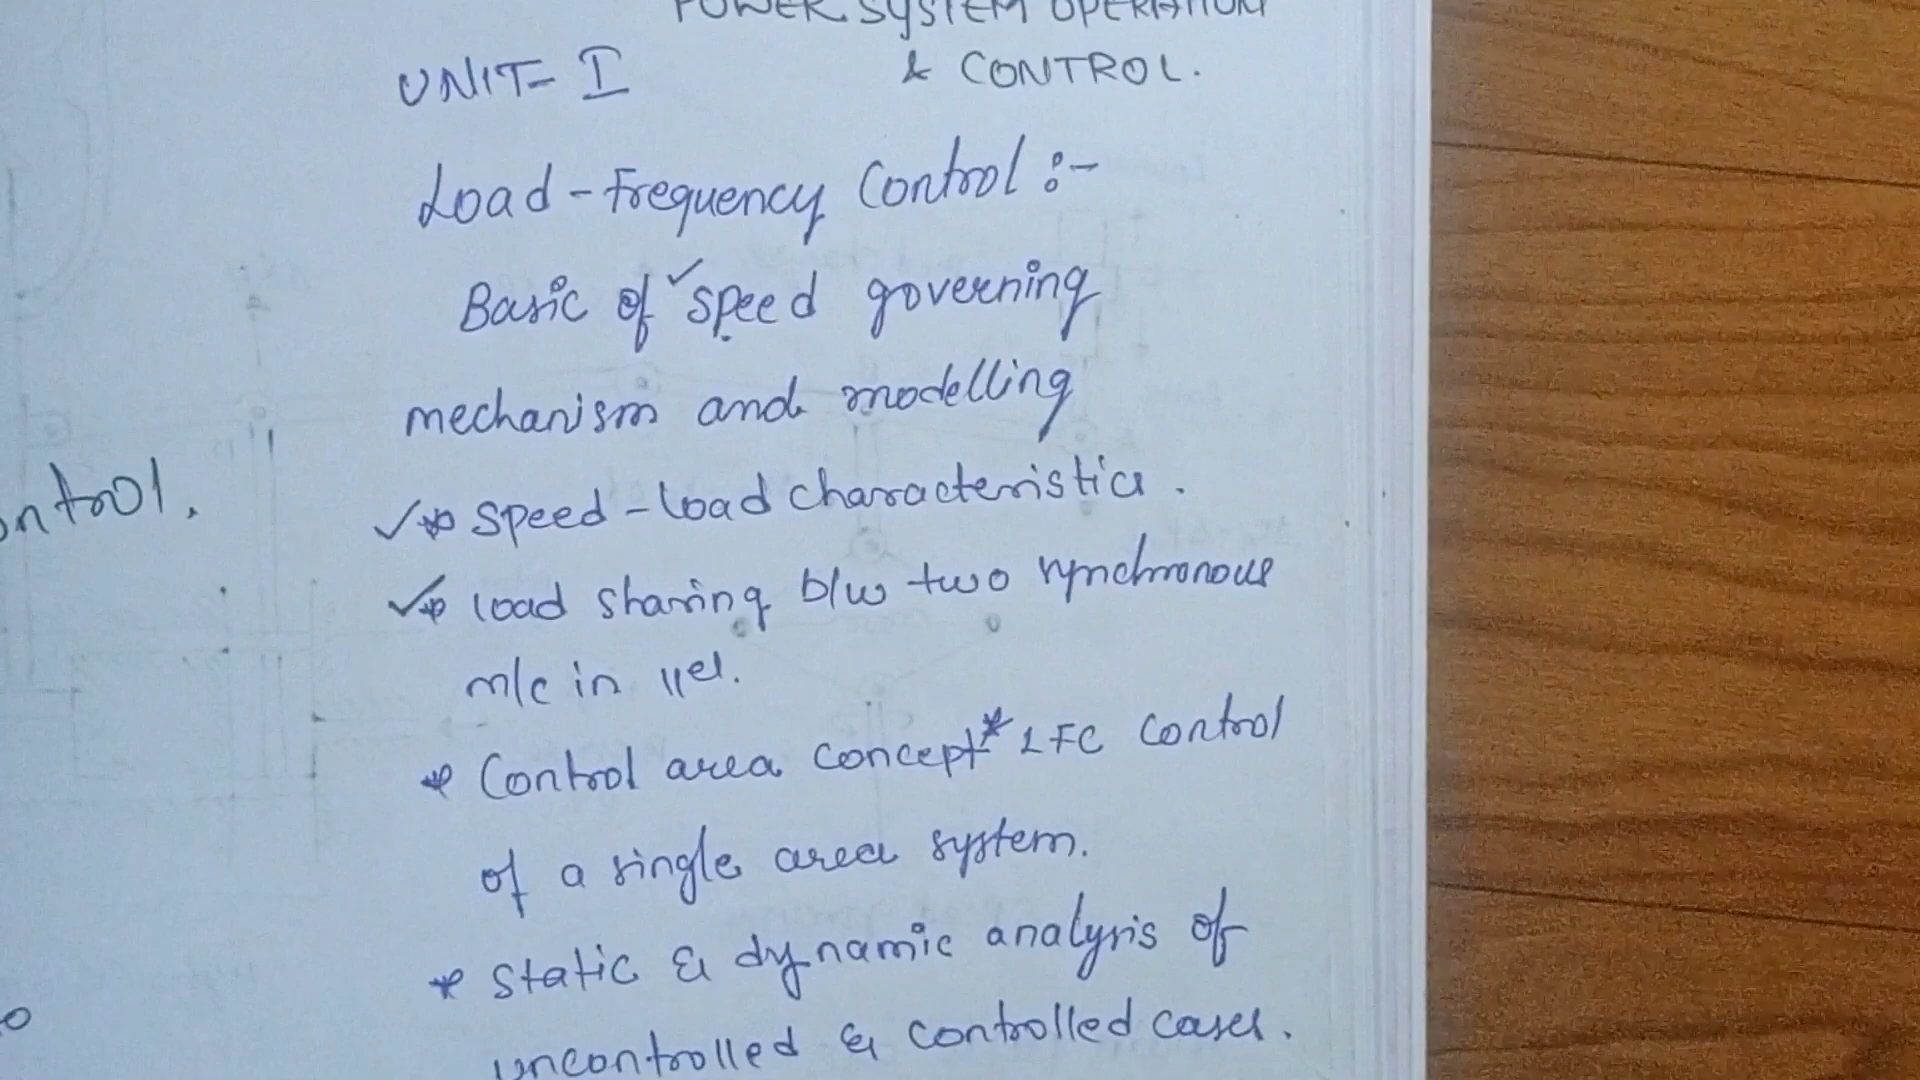 POWER SYSTEM OPERATION
UNIT- I & CONTROL.
Load-Frequency Control :-
Basic of speed governing
mechanism and modelling
* speed-load characteristics.
* load sharing b/w two synchronous
m/c in llel.
* Control area concept * LFC control
of a single area system.
* static & dynamic analysis of
uncontrolled & controlled cases.
ontrol.